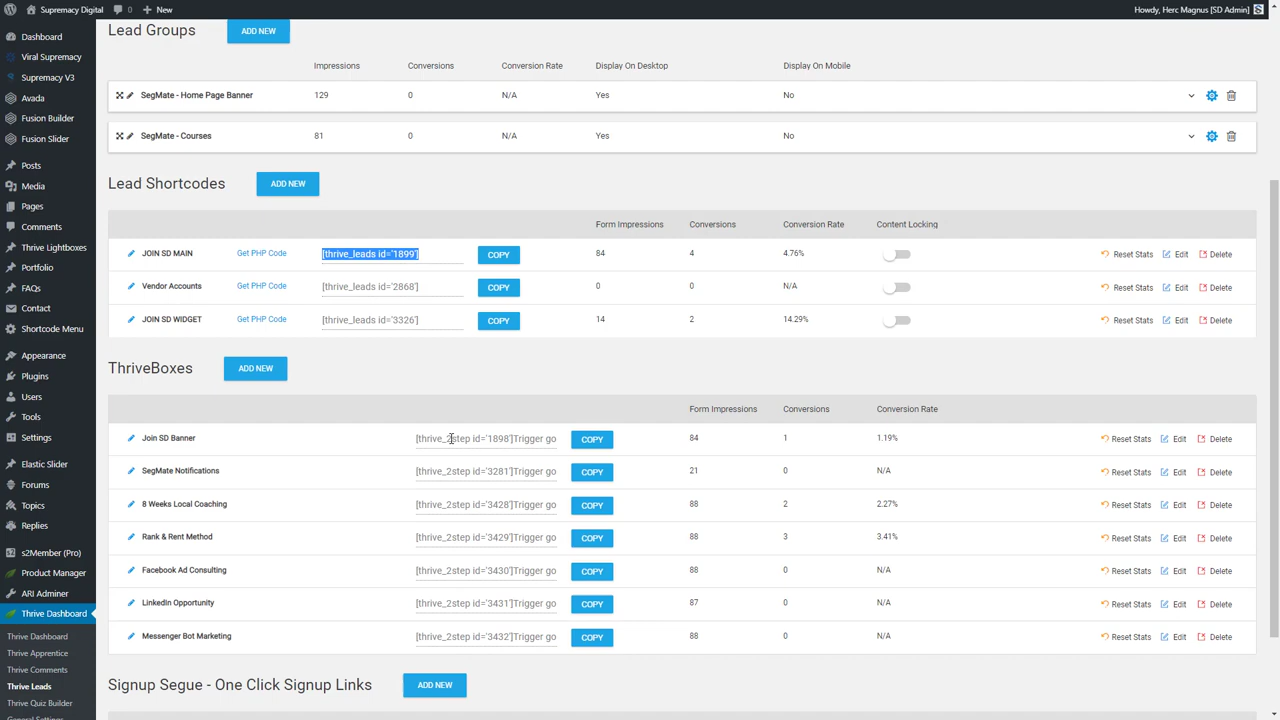 Supremacy Digital 0 New Howdy, Herc Magnus [SD Admin]
Dashboard
Viral Supremacy
Supremacy V3
Avada
Fusion Builder
Fusion Slider
Posts
Media
Pages
Comments
Thrive Lightboxes
Portfolio
FAQs
Contact
Shortcode Menu
Appearance
Plugins
Users
Tools
Settings
Elastic Slider
Forums
Topics
Replies
s2Member (Pro)
Product Manager
ARI Adminer
Thrive Dashboard
Thrive Dashboard
Thrive Apprentice
Thrive Comments
Thrive Leads
Thrive Quiz Builder
General Settings
Lead Groups ADD NEW
Impressions Conversions Conversion Rate Display On Desktop Display On Mobile
SegMate - Home Page Banner 129 0 N/A Yes No
SegMate - Courses 81 0 N/A Yes No
Lead Shortcodes ADD NEW
Form Impressions Conversions Conversion Rate Content Locking
JOIN SD MAIN Get PHP Code [thrive_leads id='1899'] COPY 84 4 4.76% Reset Stats Edit Delete
Vendor Accounts Get PHP Code [thrive_leads id='2868'] COPY 0 0 N/A Reset Stats Edit Delete
JOIN SD WIDGET Get PHP Code [thrive_leads id='3326'] COPY 14 2 14.29% Reset Stats Edit Delete
ThriveBoxes ADD NEW
Form Impressions Conversions Conversion Rate
Join SD Banner [thrive_2step id='1898']Trigger go COPY 84 1 1.19% Reset Stats Edit Delete
SegMate Notifications [thrive_2step id='3281']Trigger go COPY 21 0 N/A Reset Stats Edit Delete
8 Weeks Local Coaching [thrive_2step id='3428']Trigger go COPY 88 2 2.27% Reset Stats Edit Delete
Rank & Rent Method [thrive_2step id='3429']Trigger go COPY 88 3 3.41% Reset Stats Edit Delete
Facebook Ad Consulting [thrive_2step id='3430']Trigger go COPY 88 0 N/A Reset Stats Edit Delete
LinkedIn Opportunity [thrive_2step id='3431']Trigger go COPY 87 0 N/A Reset Stats Edit Delete
Messenger Bot Marketing [thrive_2step id='3432']Trigger go COPY 88 0 N/A Reset Stats Edit Delete
Signup Segue - One Click Signup Links ADD NEW